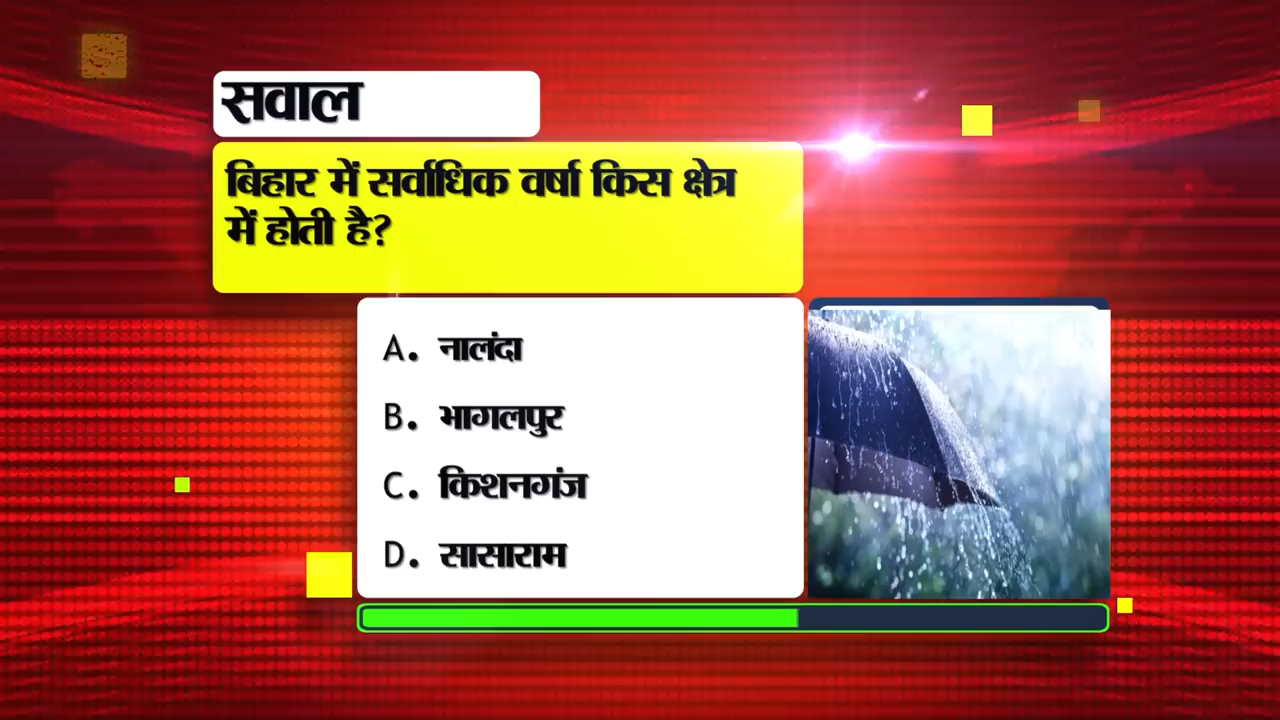 सवाल
बिहार में सर्वाधिक वर्षा किस क्षेत्र
में होती है?
A. नालंदा
B. भागलपुर
C. किशनगंज
D. सासाराम